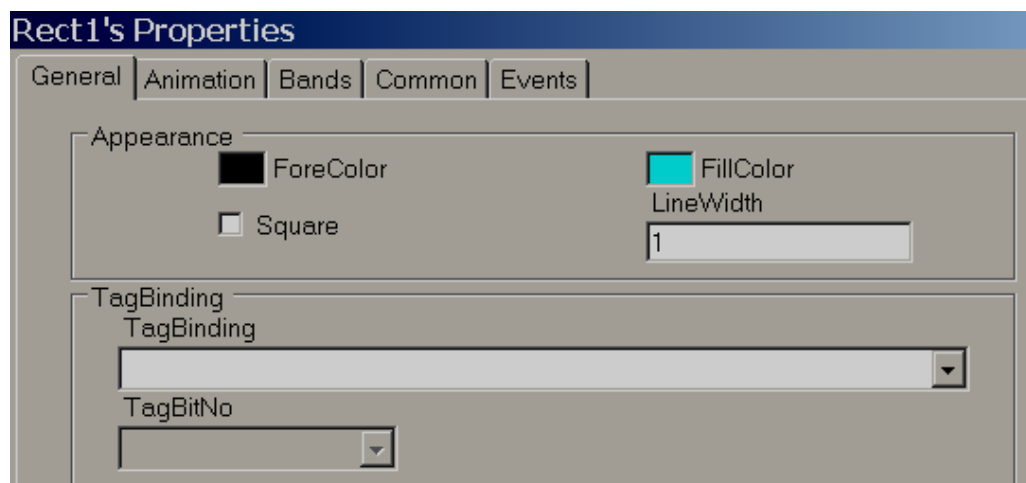 Rect1's Properties
General Animation Bands Common Events
Appearance
ForeColor FillColor
LineWidth
Square
1
TagBinding
TagBinding
TagBitNo